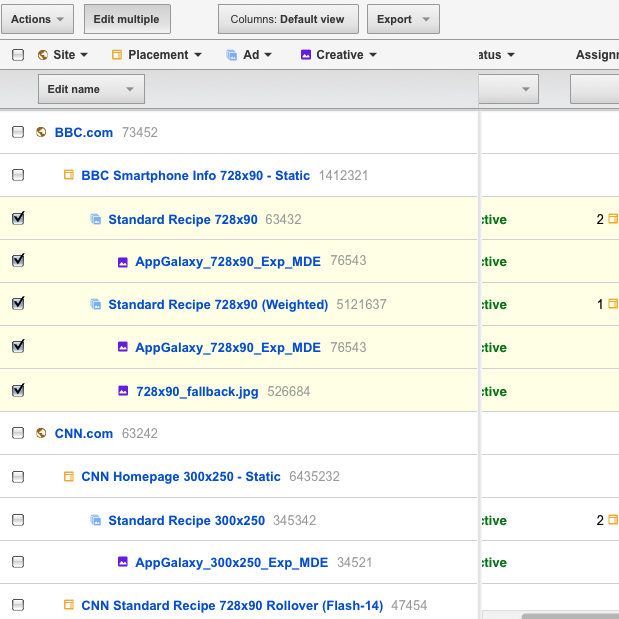 Actions Edit multiple Columns: Default view Export
Site Placement Ad Creative atus Assignm
Edit name
BBC.com 73452
BBC Smartphone Info 728x90 - Static 1412321
Standard Recipe 728x90 63432 ctive 2
AppGalaxy_728x90_Exp_MDE 76543 ctive
Standard Recipe 728x90 (Weighted) 5121637 ctive 1
AppGalaxy_728x90_Exp_MDE 76543 ctive
728x90_fallback.jpg 526684 ctive
CNN.com 63242
CNN Homepage 300x250 - Static 6435232
Standard Recipe 300x250 345342 ctive 2
AppGalaxy_300x250_Exp_MDE 34521 ctive
CNN Standard Recipe 728x90 Rollover (Flash-14) 47454